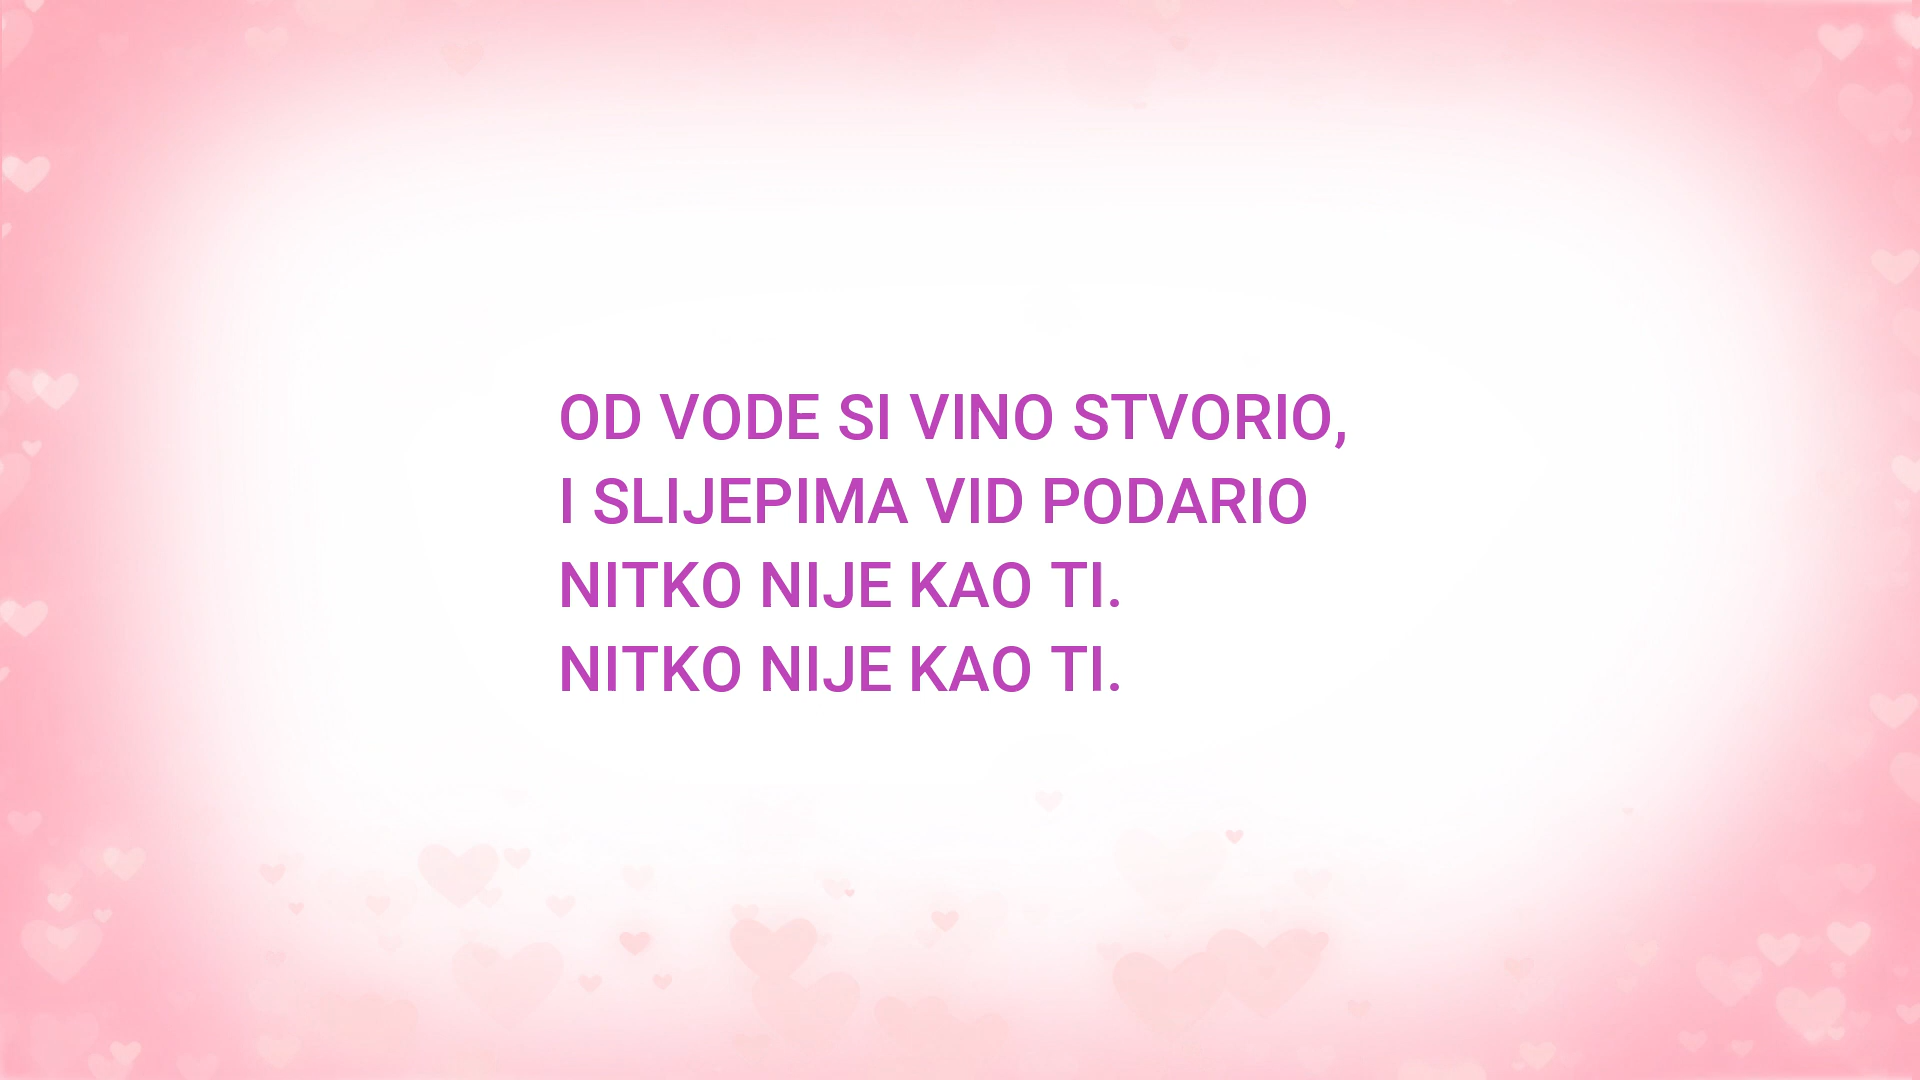 OD VODE SI VINO STVORIO,
I SLIJEPIMA VID PODARIO
NITKO NIJE KAO TI.
NITKO NIJE KAO TI.